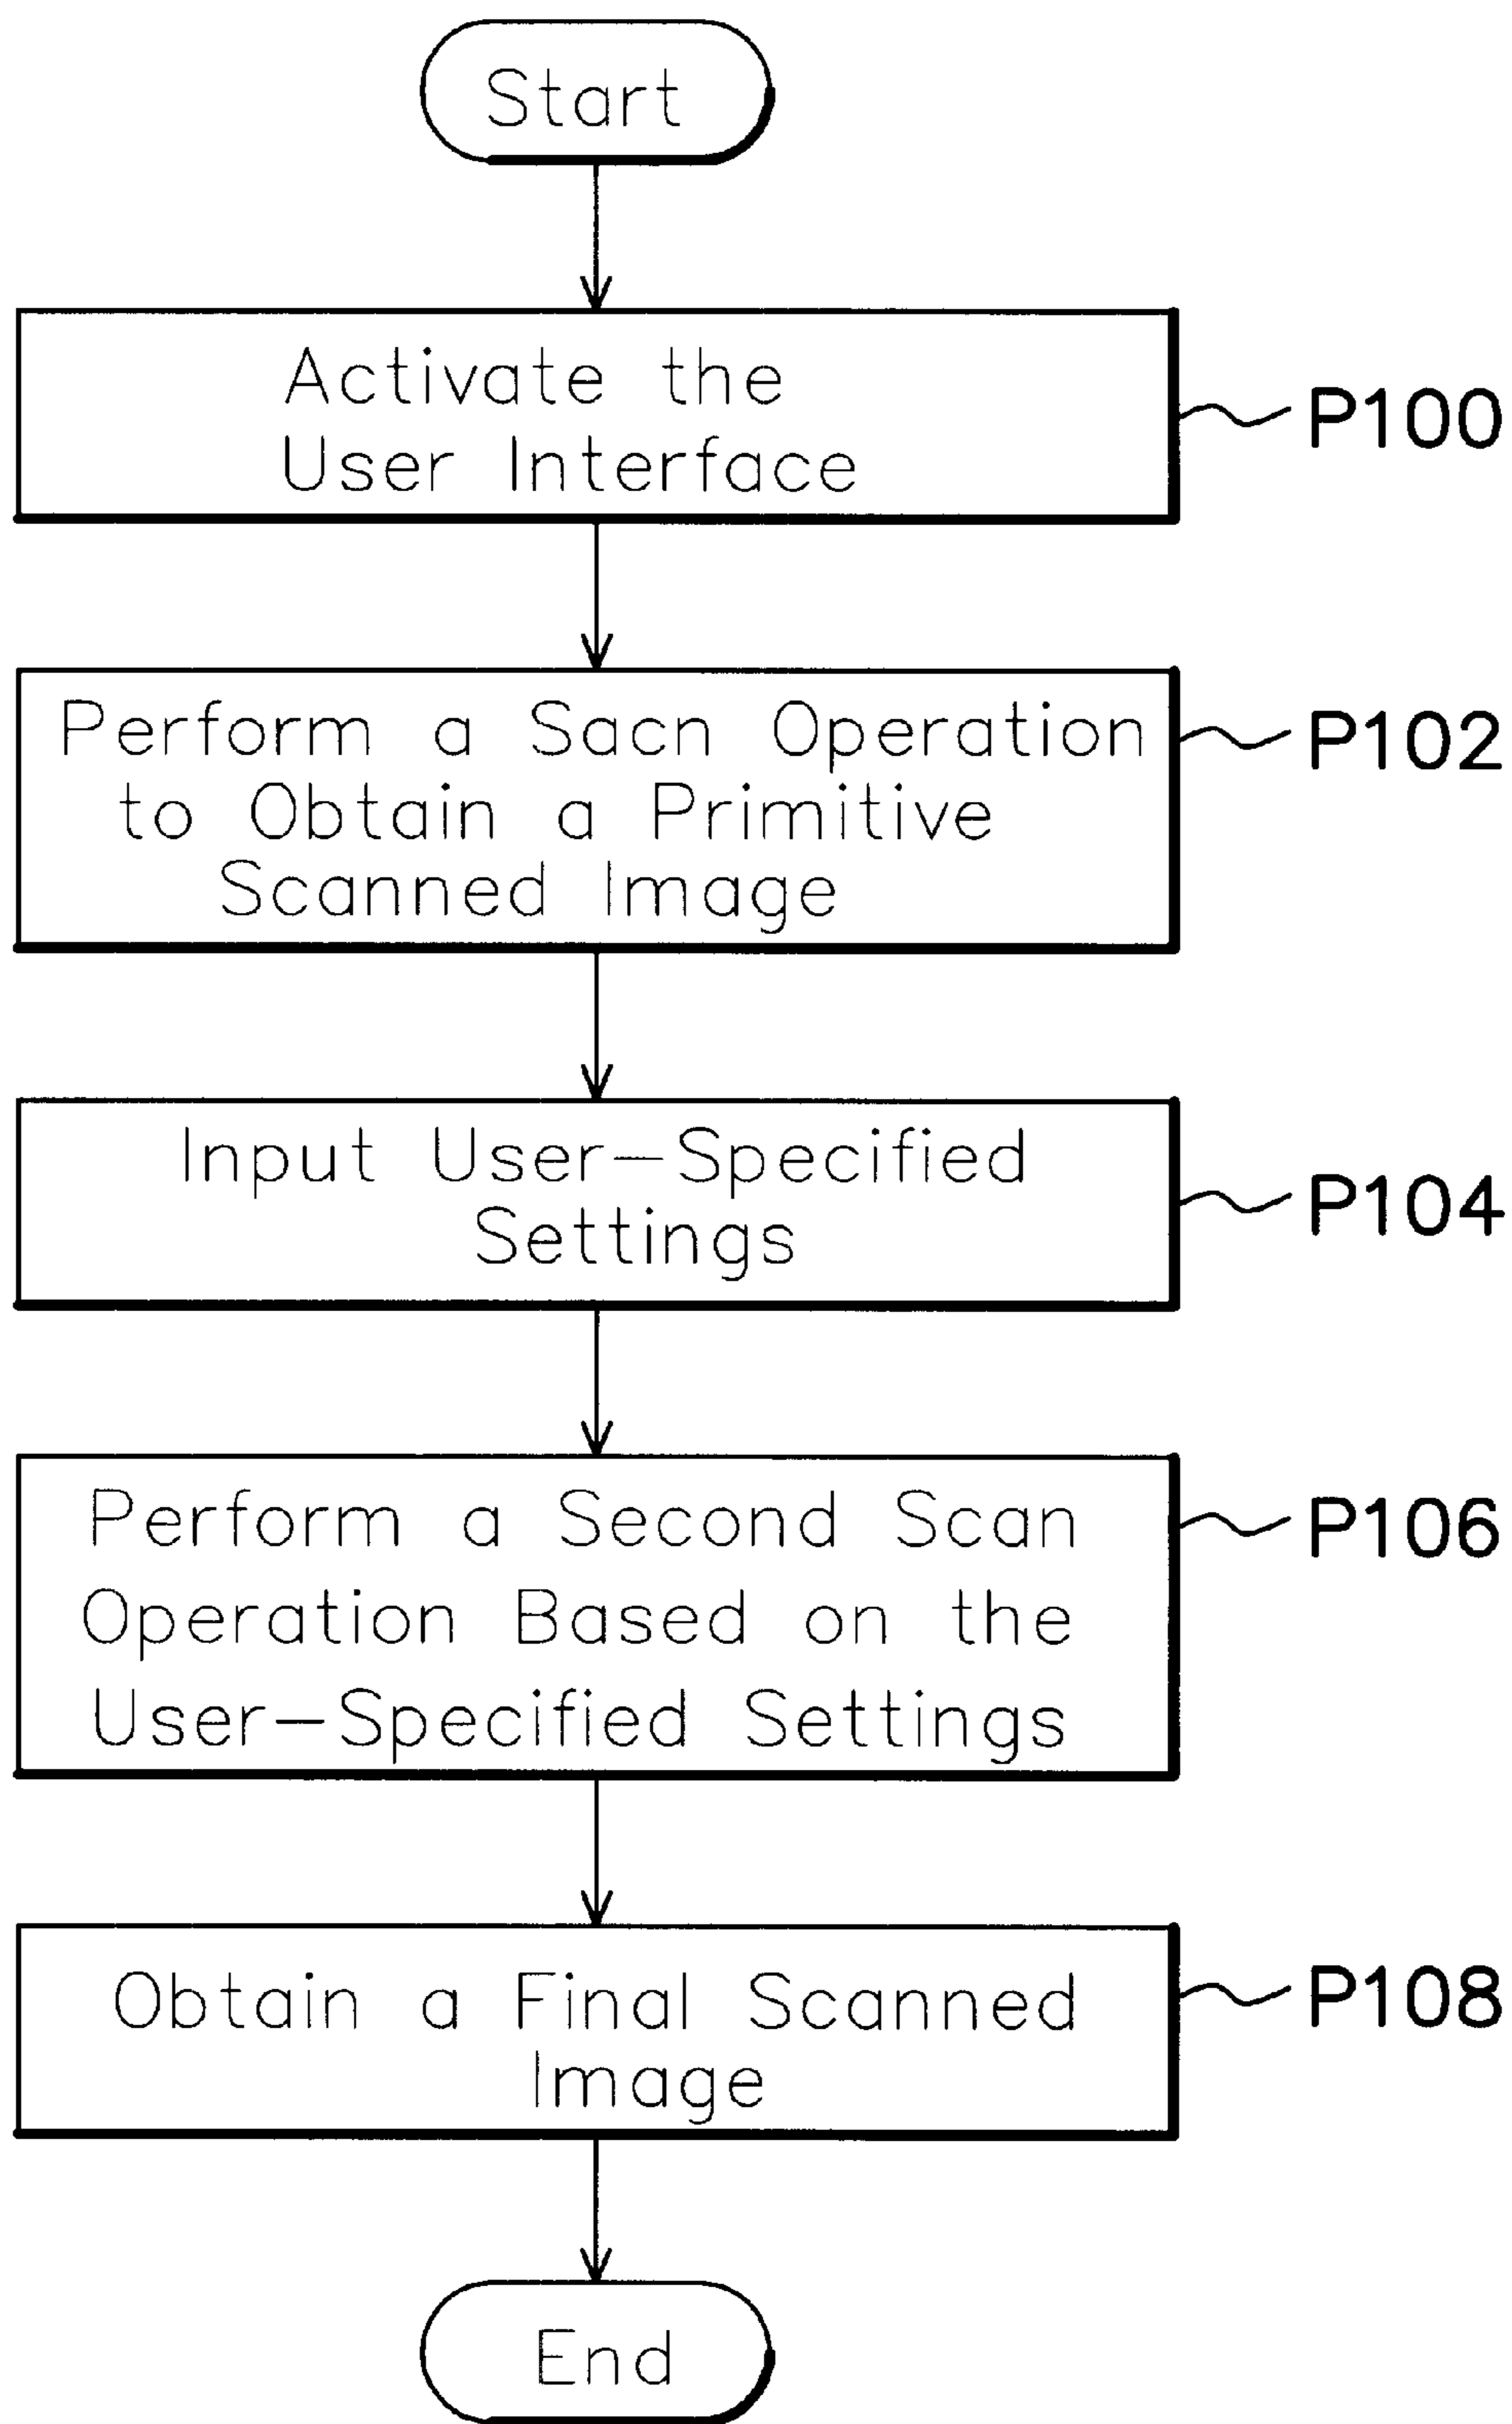 Start
Activate the
User Interface
P100
Perform a Sacn Operation
to Obtain a Primitive
Scanned Image
P102
Input User-Specified
Settings
P104
Perform a Second Scan
Operation Based on the
User-Specified Settings
P106
Obtain a Final Scanned
Image
P108
End